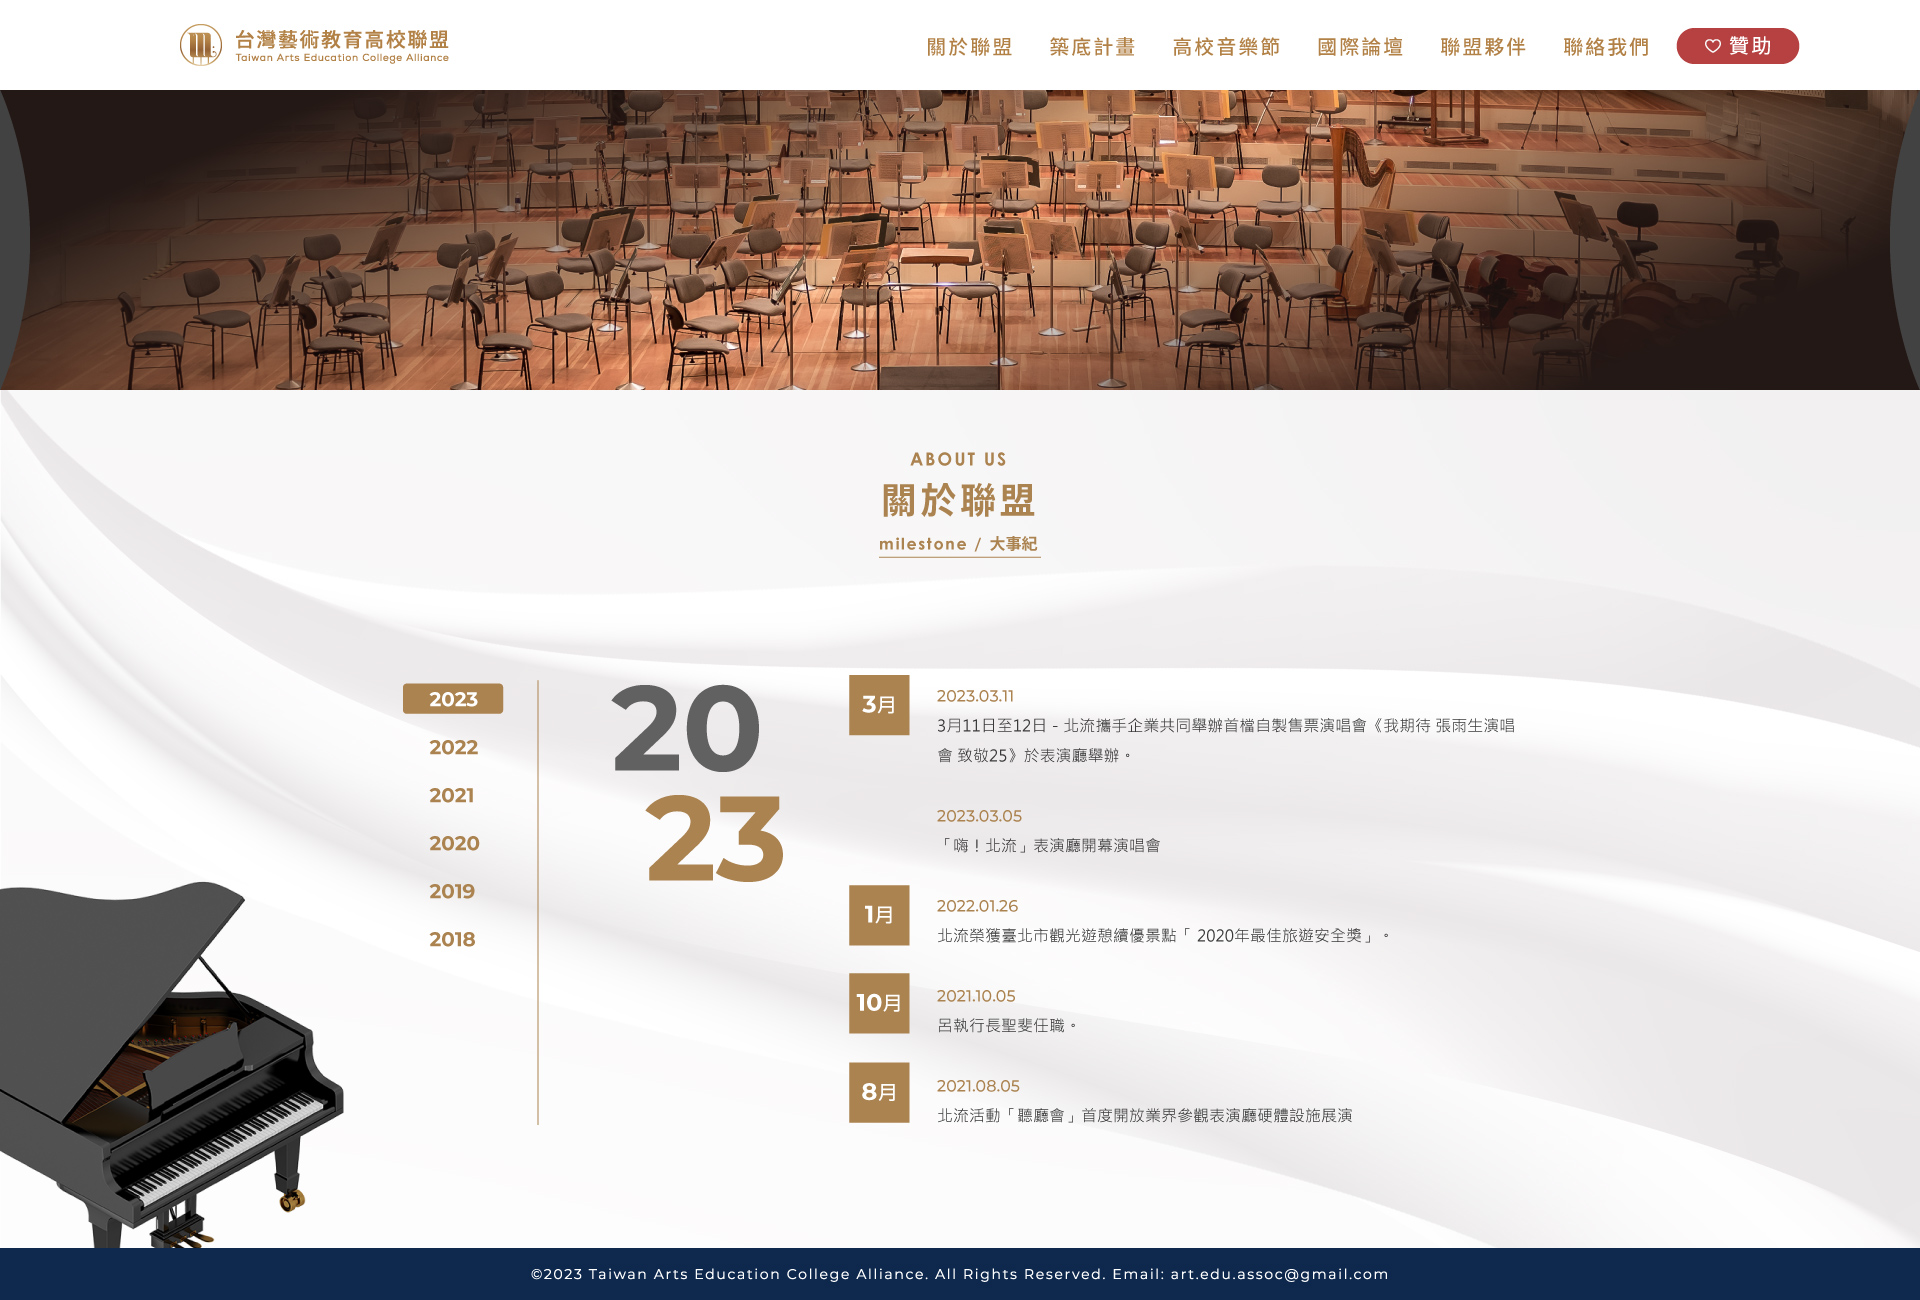 台灣藝術教育高校聯盟
Taiwan Arts Education College Alliance
關於聯盟
築底計畫
高校音樂節
國際論壇
聯盟夥伴
聯絡我們
贊助
ABOUT US
關於聯盟
milestone / 大事紀
2023
2022
2021
2020
2019
2018
20
23
3月
2023.03.11
3月11日至12日 - 北流攜手企業共同舉辦首檔自製售票演唱會《我期待 張雨生演唱
會 致敬25》於表演廳舉辦。
2023.03.05
「嗨！北流」表演廳開幕演唱會
1月
2022.01.26
北流榮獲臺北市觀光遊憩續優景點「 2020年最佳旅遊安全獎」。
10月
2021.10.05
呂執行長聖斐任職。
8月
2021.08.05
北流活動「聽廳會」首度開放業界參觀表演廳硬體設施展演
©2023 Taiwan Arts Education College Alliance. All Rights Reserved. Email: art.edu.assoc@gmail.com